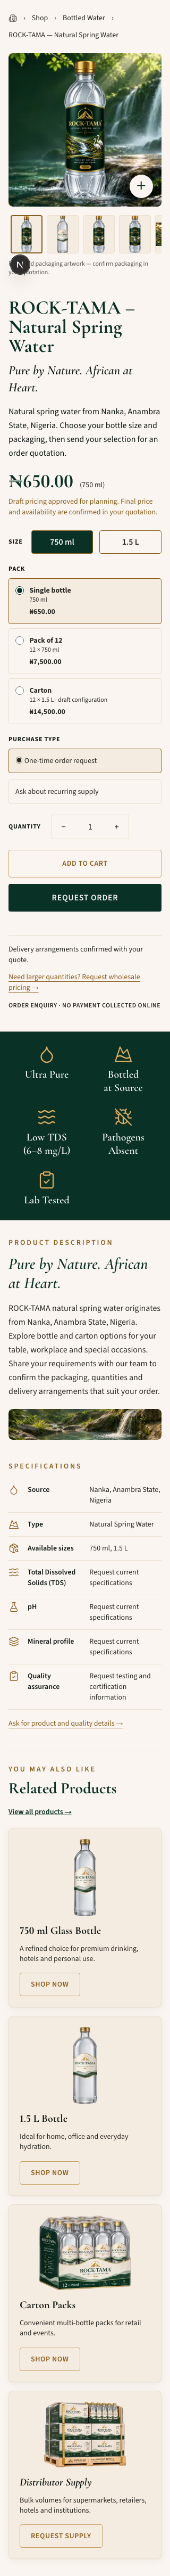 › Shop › Bottled Water ›
ROCK-TAMA — Natural Spring Water
ROCK·TAMA
packaging artwork — confirm packaging in
quotation.
N
ROCK-TAMA –
Natural Spring
Water
Pure by Nature. African at
Heart.
Natural spring water from Nanka, Anambra
State, Nigeria. Choose your bottle size and
packaging, then send your selection for an
order quotation.
₦650.00 (750 ml)
Draft pricing approved for planning. Final price
and availability are confirmed in your quotation.
SIZE 750 ml 1.5 L
PACK
Single bottle
750 ml
₦650.00
Pack of 12
12 × 750 ml
₦7,500.00
Carton
12 × 1.5 L · draft configuration
₦14,500.00
PURCHASE TYPE
One-time order request
Ask about recurring supply
QUANTITY − 1 +
ADD TO CART
REQUEST ORDER
Delivery arrangements confirmed with your
quote.
Need larger quantities? Request wholesale
pricing →
ORDER ENQUIRY · NO PAYMENT COLLECTED ONLINE
Ultra Pure
Bottled
at Source
Low TDS
(6–8 mg/L)
Pathogens
Absent
Lab Tested
PRODUCT DESCRIPTION
Pure by Nature. African
at Heart.
ROCK-TAMA natural spring water originates
from Nanka, Anambra State, Nigeria.
Explore bottle and carton options for your
table, workplace and special occasions.
Share your requirements with our team to
confirm the packaging, quantities and
delivery arrangements that suit your order.
SPECIFICATIONS
Source Nanka, Anambra State,
Nigeria
Type Natural Spring Water
Available sizes 750 ml, 1.5 L
Total Dissolved Request current
Solids (TDS) specifications
pH Request current
specifications
Mineral profile Request current
specifications
Quality Request testing and
assurance certification
information
Ask for product and quality details →
YOU MAY ALSO LIKE
Related Products
View all products →
750 ml Glass Bottle
A refined choice for premium drinking,
hotels and personal use.
SHOP NOW
1.5 L Bottle
Ideal for home, office and everyday
hydration.
SHOP NOW
ROCK·TAMA
Carton Packs
Convenient multi-bottle packs for retail
and events.
SHOP NOW
Distributor Supply
Bulk volumes for supermarkets, retailers,
hotels and institutions.
REQUEST SUPPLY